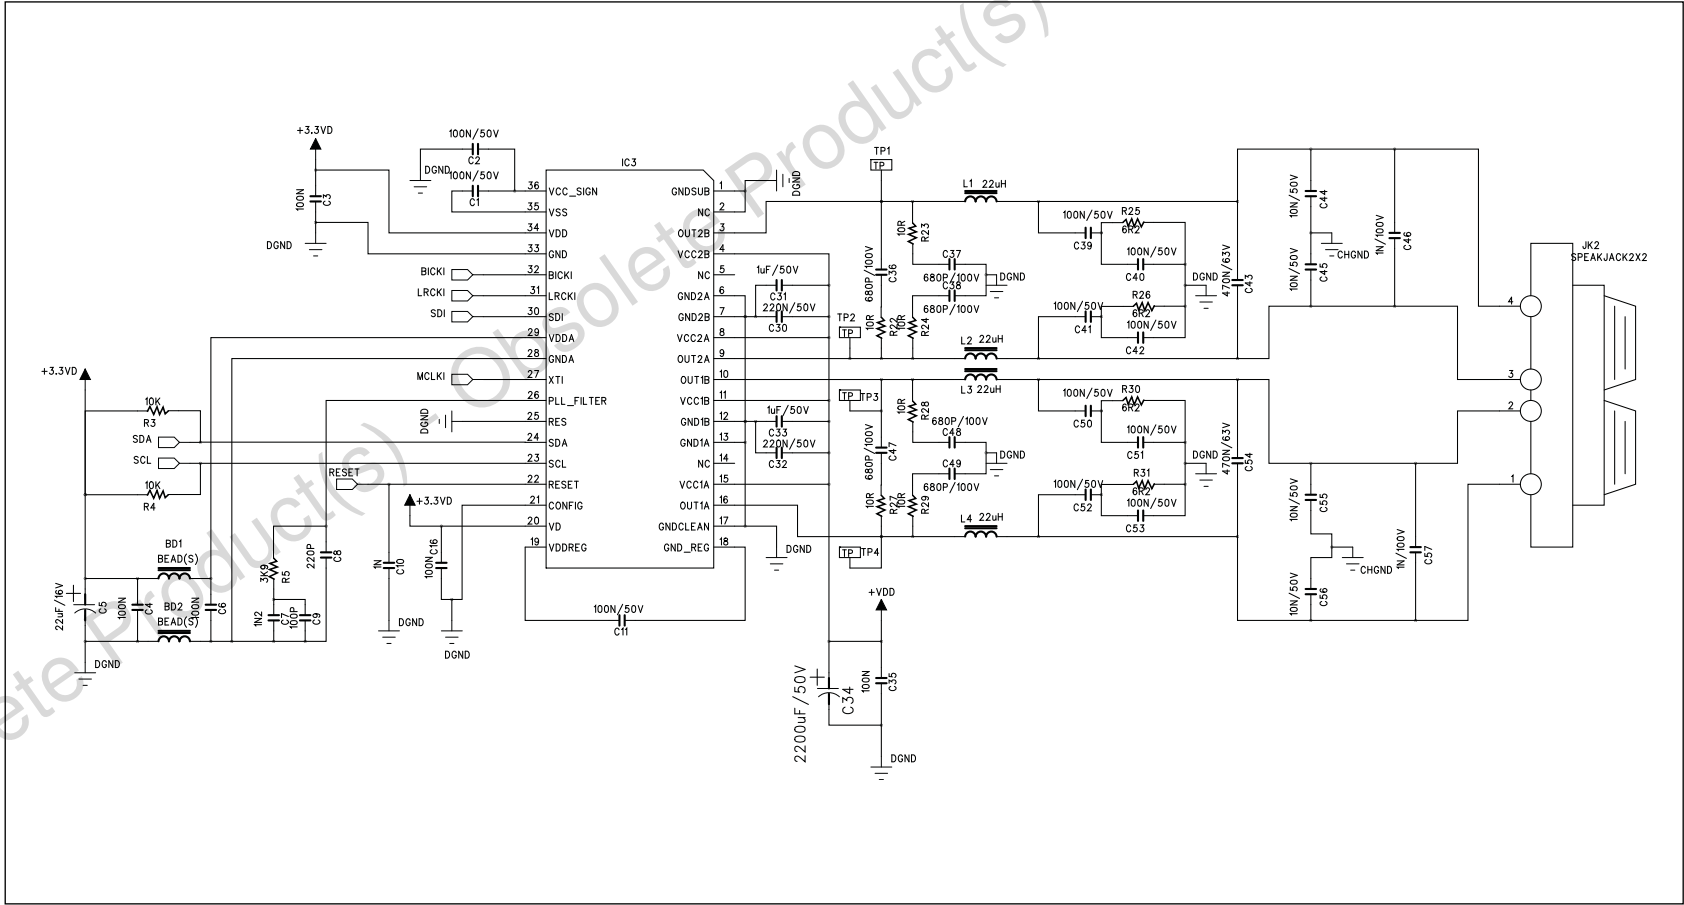 Obsolete Product(s) - Obsolete Product(s)
+3.3VD
100N
C3
DGND
100N/50V
C2
DGND
100N/50V
C1
IC3
36 VCC_SIGN
35 VSS
34 VDD
33 GND
BICKI 32 BICKI
LRCKI 31 LRCKI
SDI 30 SDI
29 VDDA
28 GNDA
MCLKI 27 XTI
26 PLL_FILTER
DGND 25 RES
24 SDA
23 SCL
22 RESET
21 CONFIG
20 VD
19 VDDREG
GNDSUB 1
NC 2
OUT2B 3
VCC2B 4
NC 5
GND2A 6
GND2B 7
VCC2A 8
OUT2A 9
OUT1B 10
VCC1B 11
GND1B 12
GND1A 13
NC 14
VCC1A 15
OUT1A 16
GNDCLEAN 17
GND_REG 18
DGND
DGND
+3.3VD
10K
R3
SDA
SCL
10K
R4
RESET
+3.3VD
BD1
BEAD(S)
BD2
BEAD(S)
22uF/16V
C5
100N
C4
100N
C6
DGND
3K9
R5
1N2
C7
100P
C9
220P
C8
1N
C10
DGND
100N
C16
DGND
100N/50V
C11
1uF/50V
C31
220N/50V
C30
1uF/50V
C33
220N/50V
C32
+VDD
2200uF/50V
C34
100N
C35
DGND
TP1
TP
TP2
TP
TP TP3
TP TP4
680P/100V
C36
10R
R22
10R
R23
10R
R24
C37
680P/100V
C38
680P/100V
DGND
L1 22uH
L2 22uH
L3 22uH
L4 22uH
680P/100V
C47
10R
R27
10R
R28
10R
R29
680P/100V
C48
C49
680P/100V
DGND
100N/50V
C39
R25
6R2
100N/50V
C40
100N/50V
C41
R26
6R2
100N/50V
C42
DGND
470N/63V
C43
100N/50V
C50
R30
6R2
100N/50V
C51
100N/50V
C52
R31
6R2
100N/50V
C53
DGND
470N/63V
C54
10N/50V
C44
10N/50V
C45
CHGND
1N/100V
C46
10N/50V
C55
10N/50V
C56
CHGND
1N/100V
C57
JK2
SPEAKJACK2X2
4
3
2
1